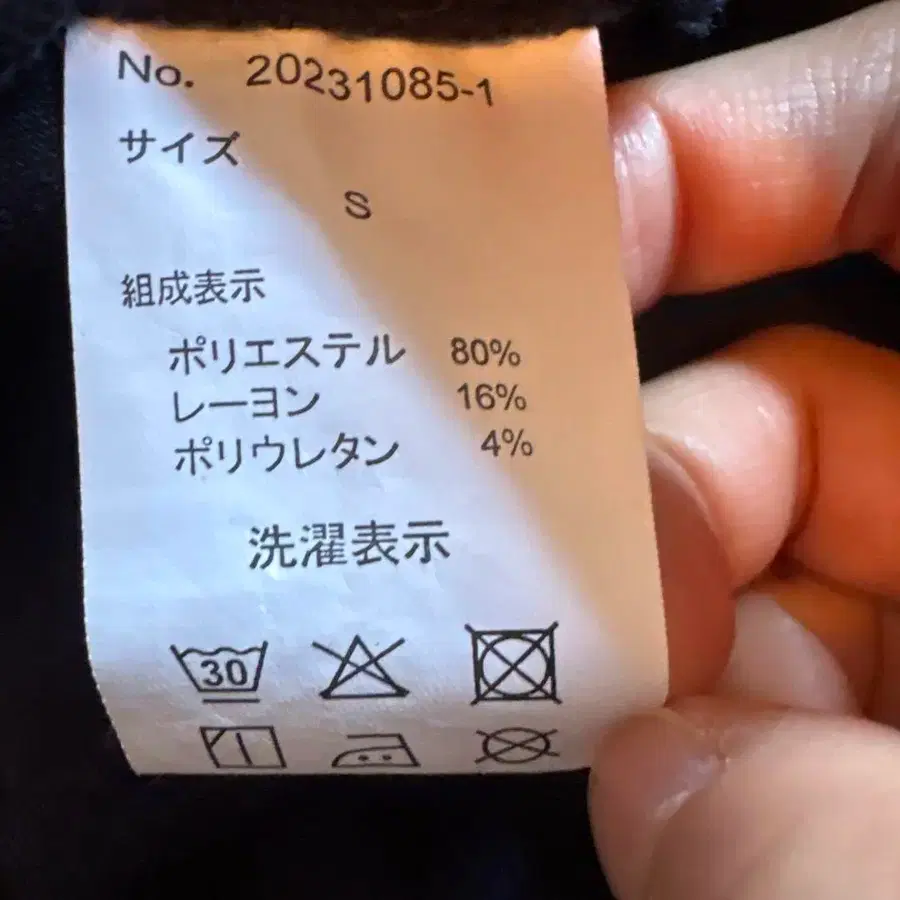 No. 20231085-1
サイズ
S
組成表示
ポリエステル 80%
レーヨン 16%
ポリウレタン 4%
洗濯表示
30